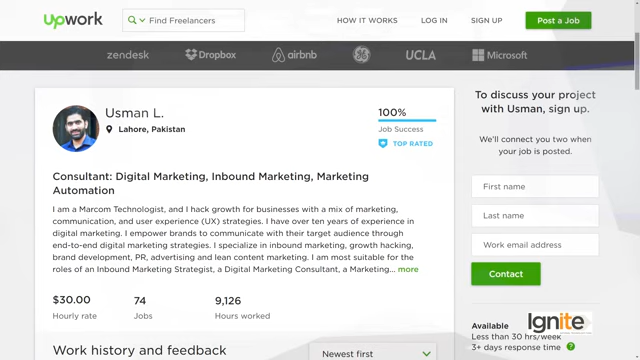 upwork
Find Freelancers
HOW IT WORKS
LOG IN
SIGN UP
Post a Job
zendesk
Dropbox
airbnb
GE
UCLA
Microsoft
Usman L.
Lahore, Pakistan
100%
Job Success
TOP RATED
Consultant: Digital Marketing, Inbound Marketing, Marketing
Automation
I am a Marcom Technologist, and I hack growth for businesses with a mix of marketing,
communication, and user experience (UX) strategies. I have over ten years of experience in
digital marketing. I empower brands to communicate with their target audience through
end-to-end digital marketing strategies. I specialize in inbound marketing, growth hacking,
brand development, PR, advertising and lean content marketing. I am most suitable for the
roles of an Inbound Marketing Strategist, a Digital Marketing Consultant, a Marketing... more
$30.00
Hourly rate
74
Jobs
9,126
Hours worked
Work history and feedback
Newest first
To discuss your project
with Usman, sign up.
We'll connect you two when
your job is posted.
First name
Last name
Work email address
Contact
Ignite
Available
Less than 30 hrs/week
3+ days response time
?